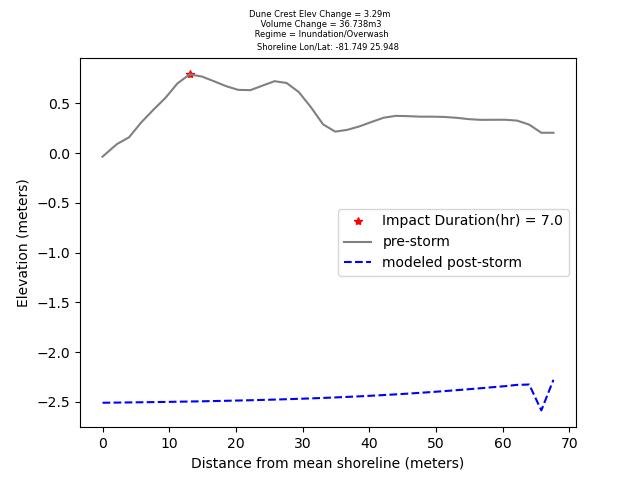 Dune Crest Elev Change = 3.29m
Volume Change = 36.738m3
Regime = Inundation/Overwash
Shoreline Lon/Lat: -81.749 25.948
Elevation (meters)
0.5
0.0
−0.5
−1.0
−1.5
−2.0
−2.5
Impact Duration(hr) = 7.0
pre-storm
modeled post-storm
0 10 20 30 40 50 60 70
Distance from mean shoreline (meters)